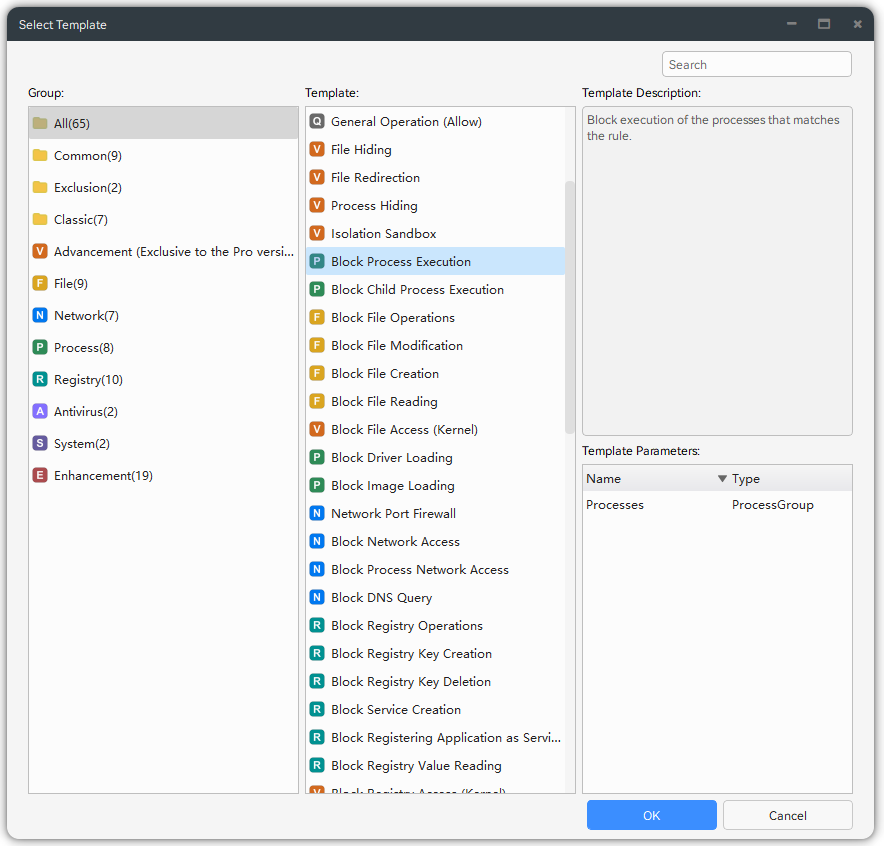 Select Template
Search
Group:
All(65)
Common(9)
Exclusion(2)
Classic(7)
V Advancement (Exclusive to the Pro versi...
F File(9)
N Network(7)
P Process(8)
R Registry(10)
A Antivirus(2)
S System(2)
E Enhancement(19)
Template:
Q General Operation (Allow)
V File Hiding
V File Redirection
V Process Hiding
V Isolation Sandbox
P Block Process Execution
P Block Child Process Execution
F Block File Operations
F Block File Modification
F Block File Creation
F Block File Reading
V Block File Access (Kernel)
P Block Driver Loading
P Block Image Loading
N Network Port Firewall
N Block Network Access
N Block Process Network Access
N Block DNS Query
R Block Registry Operations
R Block Registry Key Creation
R Block Registry Key Deletion
R Block Service Creation
R Block Registering Application as Servi...
R Block Registry Value Reading
V Block Registry Access (Kernel)
Template Description:
Block execution of the processes that matches
the rule.
Template Parameters:
Name Type
Processes ProcessGroup
OK Cancel